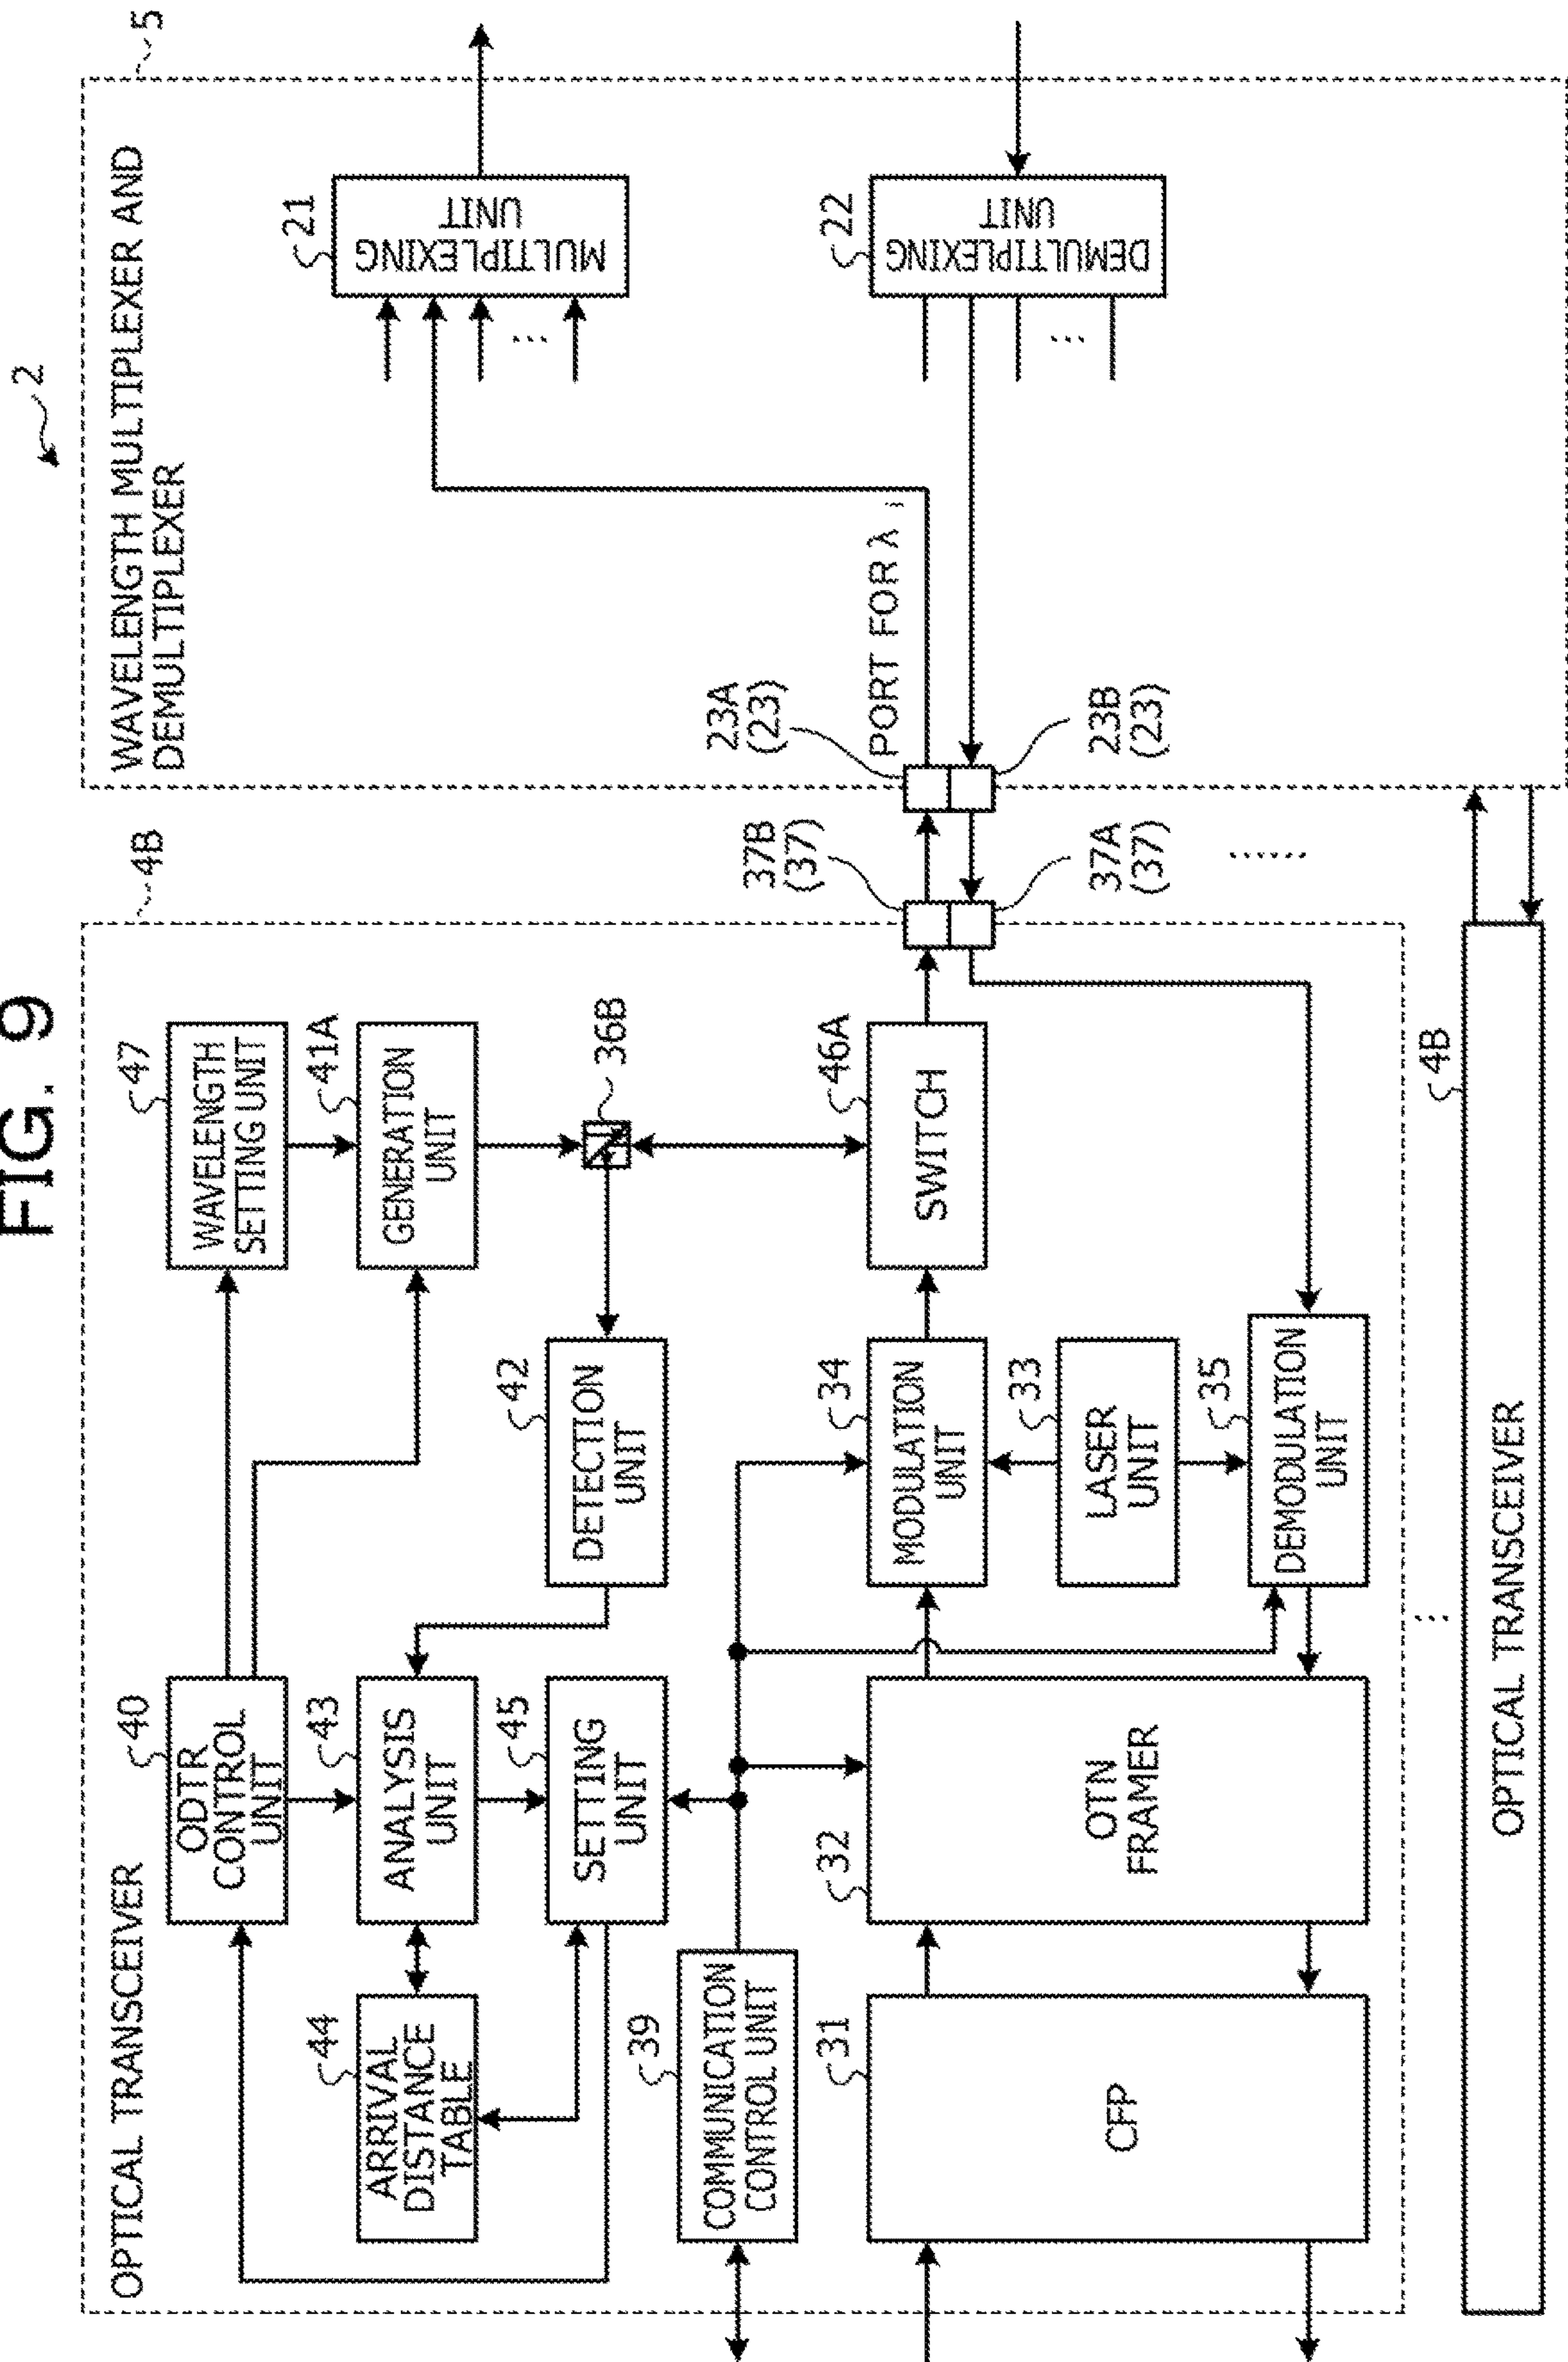 FIG. 9
2
OPTICAL TRANSCEIVER
4B
40
ODTR
CONTROL
UNIT
47
WAVELENGTH
SETTING UNIT
44
ARRIVAL
DISTANCE
TABLE
43
ANALYSIS
UNIT
41A
GENERATION
UNIT
45
SETTING
UNIT
42
DETECTION
UNIT
36B
39
COMMUNICATION
CONTROL UNIT
31
CFP
32
OTN
FRAMER
34
MODULATION
UNIT
33
LASER
UNIT
35
DEMODULATION
UNIT
46A
SWITCH
37B
(37)
37A
(37)
23A
(23)
23B
(23)
WAVELENGTH MULTIPLEXER AND
DEMULTIPLEXER
5
PORT FOR λ i
21
MULTIPLEXING
UNIT
22
DEMULTIPLEXING
UNIT
4B
OPTICAL TRANSCEIVER